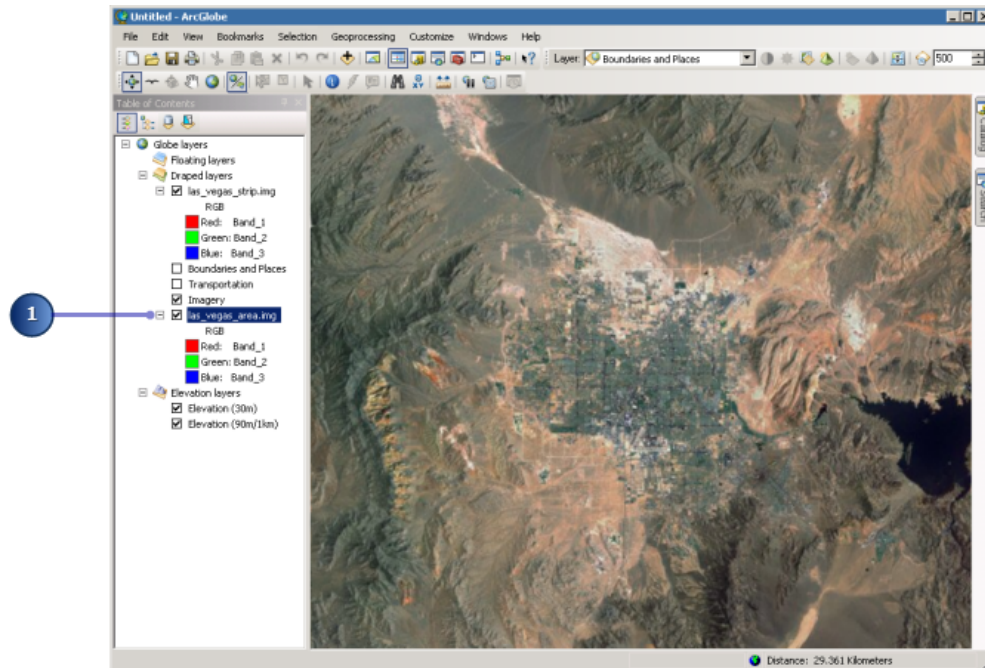 Untitled - ArcGlobe
File Edit View Bookmarks Selection Geoprocessing Customize Windows Help
Layer: Boundaries and Places 500
Table of Contents
Globe layers
Floating layers
Draped layers
las_vegas_strip.img
RGB
Red: Band_1
Green: Band_2
Blue: Band_3
Boundaries and Places
Transportation
Imagery
1
las_vegas_area.img
RGB
Red: Band_1
Green: Band_2
Blue: Band_3
Elevation layers
Elevation (30m)
Elevation (90m/1km)
Catalog
Search
Distance: 29.361 Kilometers